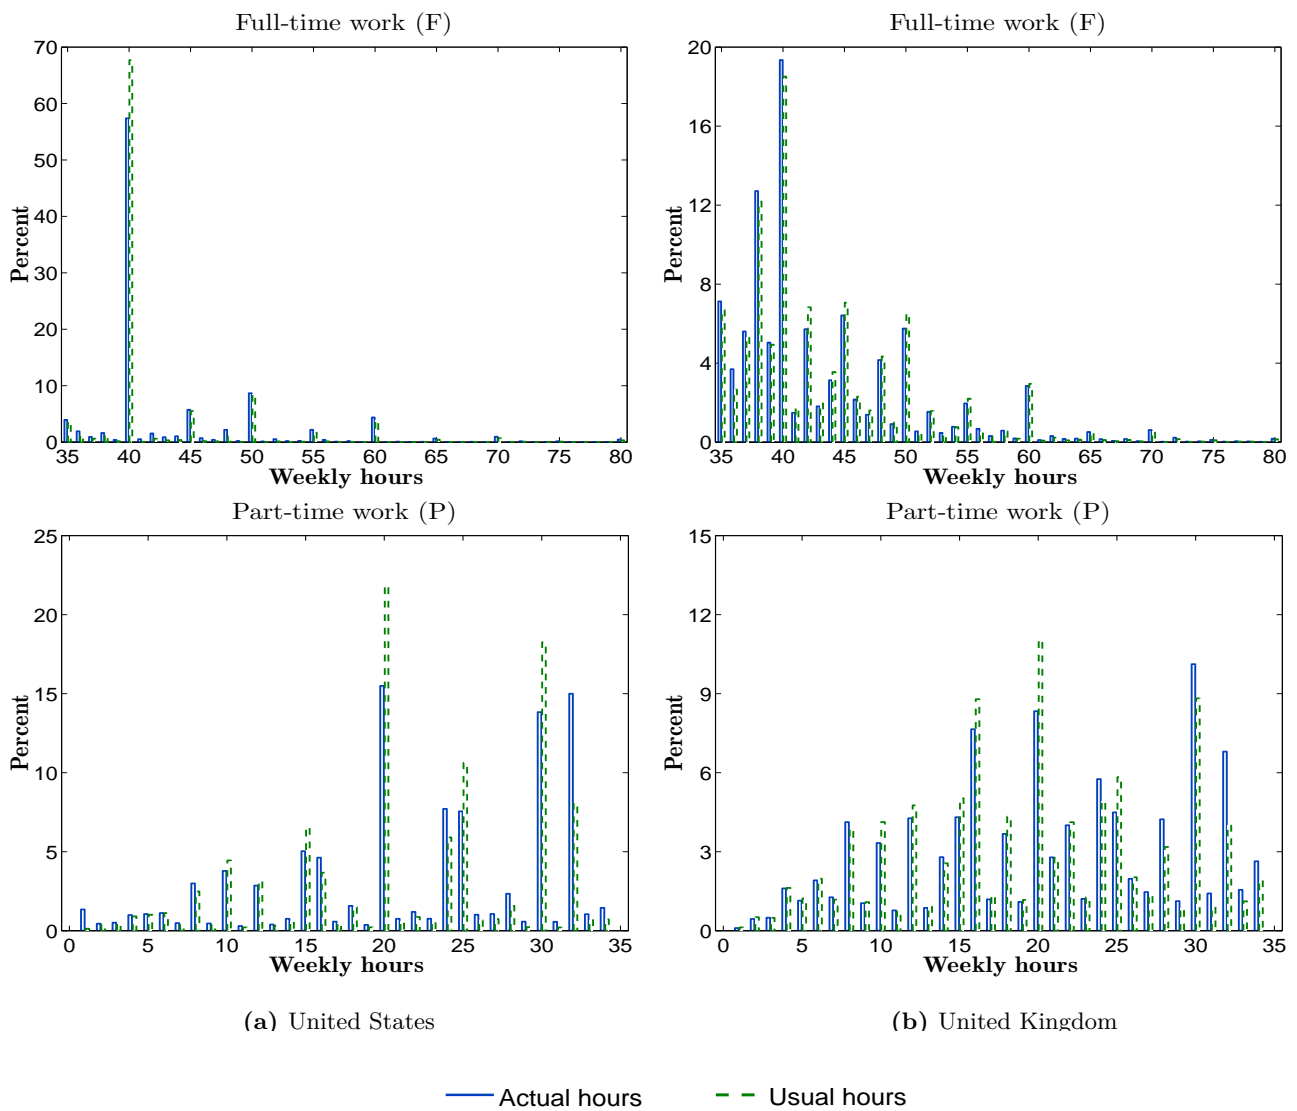 Full-time work (F)
70
60
50
40
30
20
10
0
Percent
35 40 45 50 55 60 65 70 75 80
Weekly hours
Full-time work (F)
20
16
12
8
4
0
Percent
35 40 45 50 55 60 65 70 75 80
Weekly hours
Part-time work (P)
25
20
15
10
5
0
Percent
0 5 10 15 20 25 30 35
Weekly hours
Part-time work (P)
15
12
9
6
3
0
Percent
0 5 10 15 20 25 30 35
Weekly hours
(a) United States
(b) United Kingdom
Actual hours
Usual hours